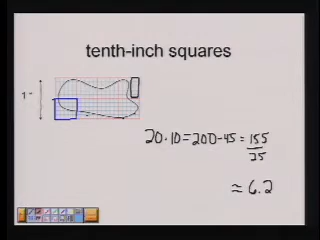 tenth-inch squares
1"
20·10=200-45=155
25
≈6.2